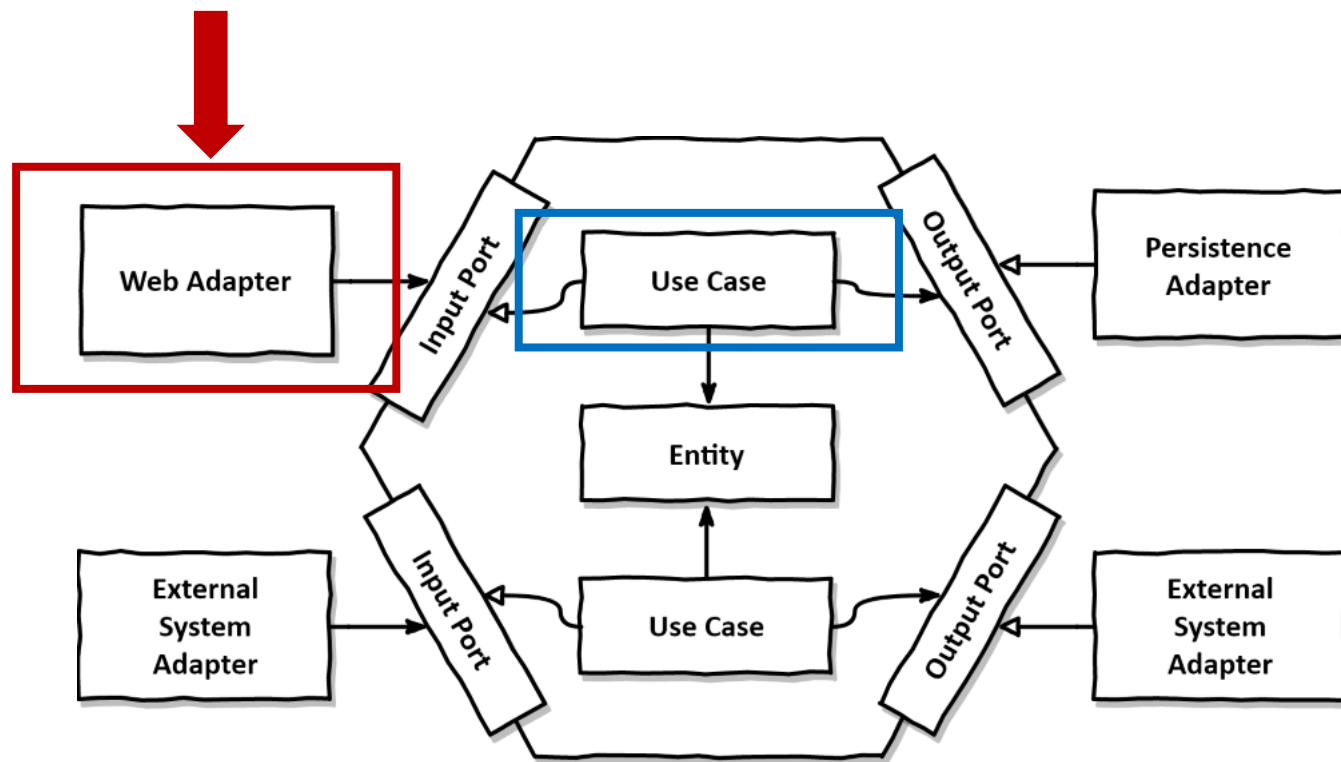 Web Adapter
Input Port
Use Case
Output Port
Persistence
Adapter
Entity
External
System
Adapter
Input Port
Use Case
Output Port
External
System
Adapter